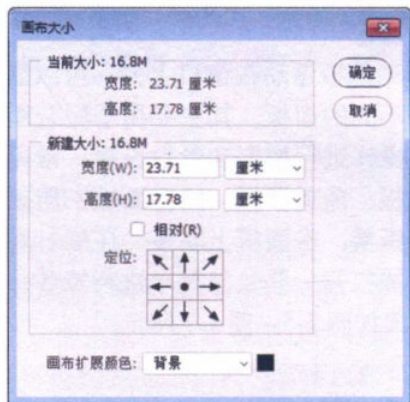 画布大小
当前大小: 16.8M
宽度: 23.71 厘米
高度: 17.78 厘米
确定
取消
新建大小: 16.8M
宽度(W): 23.71 厘米
高度(H): 17.78 厘米
相对(R)
定位:
画布扩展颜色: 背景